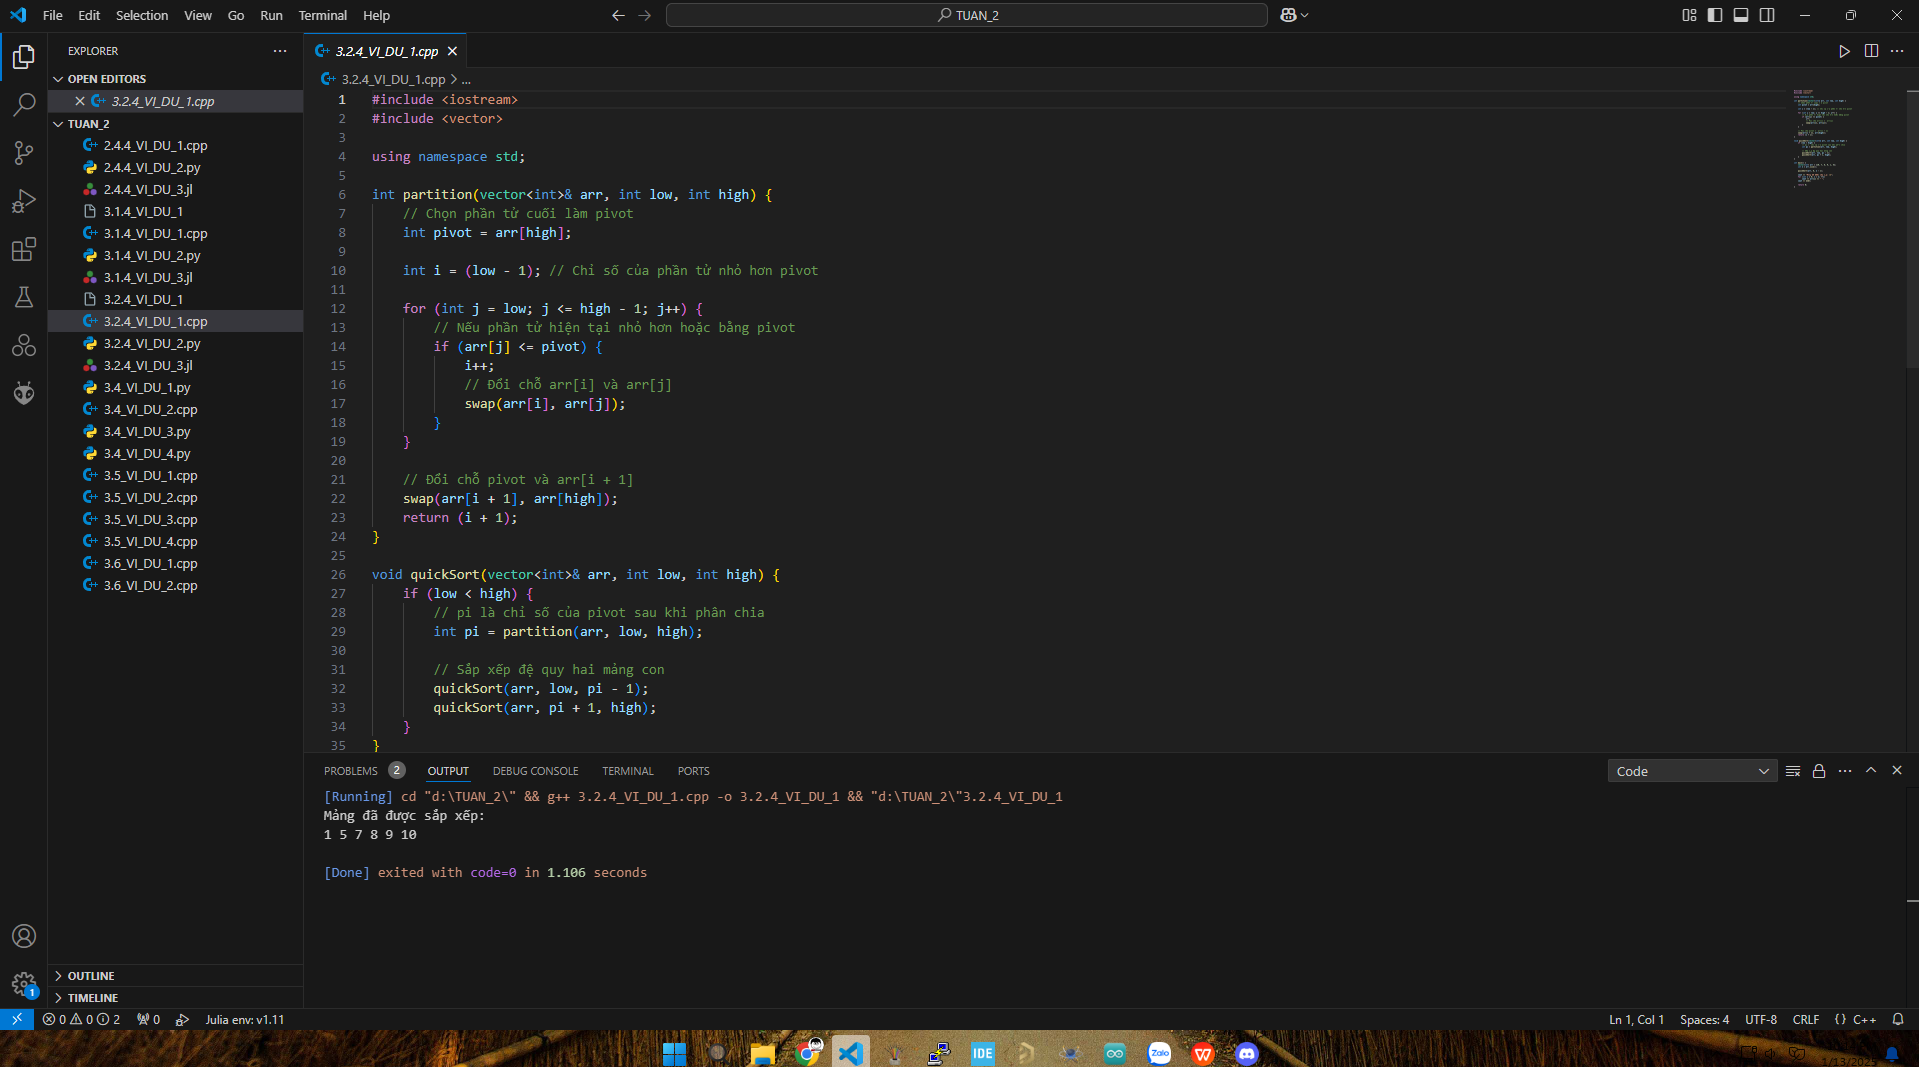 File Edit Selection View Go Run Terminal Help
TUAN_2
EXPLORER
OPEN EDITORS
3.2.4_VI_DU_1.cpp
TUAN_2
2.4.4_VI_DU_1.cpp
2.4.4_VI_DU_2.py
2.4.4_VI_DU_3.jl
3.1.4_VI_DU_1
3.1.4_VI_DU_1.cpp
3.1.4_VI_DU_2.py
3.1.4_VI_DU_3.jl
3.2.4_VI_DU_1
3.2.4_VI_DU_1.cpp
3.2.4_VI_DU_2.py
3.2.4_VI_DU_3.jl
3.4_VI_DU_1.py
3.4_VI_DU_2.cpp
3.4_VI_DU_3.py
3.4_VI_DU_4.py
3.5_VI_DU_1.cpp
3.5_VI_DU_2.cpp
3.5_VI_DU_3.cpp
3.5_VI_DU_4.cpp
3.6_VI_DU_1.cpp
3.6_VI_DU_2.cpp
OUTLINE
TIMELINE
3.2.4_VI_DU_1.cpp
3.2.4_VI_DU_1.cpp > ...
1 #include <iostream>
2 #include <vector>
3
4 using namespace std;
5
6 int partition(vector<int>& arr, int low, int high) {
7 // Chọn phần tử cuối làm pivot
8 int pivot = arr[high];
9
10 int i = (low - 1); // Chỉ số của phần tử nhỏ hơn pivot
11
12 for (int j = low; j <= high - 1; j++) {
13 // Nếu phần tử hiện tại nhỏ hơn hoặc bằng pivot
14 if (arr[j] <= pivot) {
15 i++;
16 // Đổi chỗ arr[i] và arr[j]
17 swap(arr[i], arr[j]);
18 }
19 }
20
21 // Đổi chỗ pivot và arr[i + 1]
22 swap(arr[i + 1], arr[high]);
23 return (i + 1);
24 }
25
26 void quickSort(vector<int>& arr, int low, int high) {
27 if (low < high) {
28 // pi là chỉ số của pivot sau khi phân chia
29 int pi = partition(arr, low, high);
30
31 // Sắp xếp đệ quy hai mảng con
32 quickSort(arr, low, pi - 1);
33 quickSort(arr, pi + 1, high);
34 }
35 }
PROBLEMS 2 OUTPUT DEBUG CONSOLE TERMINAL PORTS
Code
[Running] cd "d:\TUAN_2\" && g++ 3.2.4_VI_DU_1.cpp -o 3.2.4_VI_DU_1 && "d:\TUAN_2\"3.2.4_VI_DU_1
Mảng đã được sắp xếp:
1 5 7 8 9 10
[Done] exited with code=0 in 1.106 seconds
1
0 0 2 0 Julia env: v1.11
Ln 1, Col 1 Spaces: 4 UTF-8 CRLF {} C++
IDE
Zalo